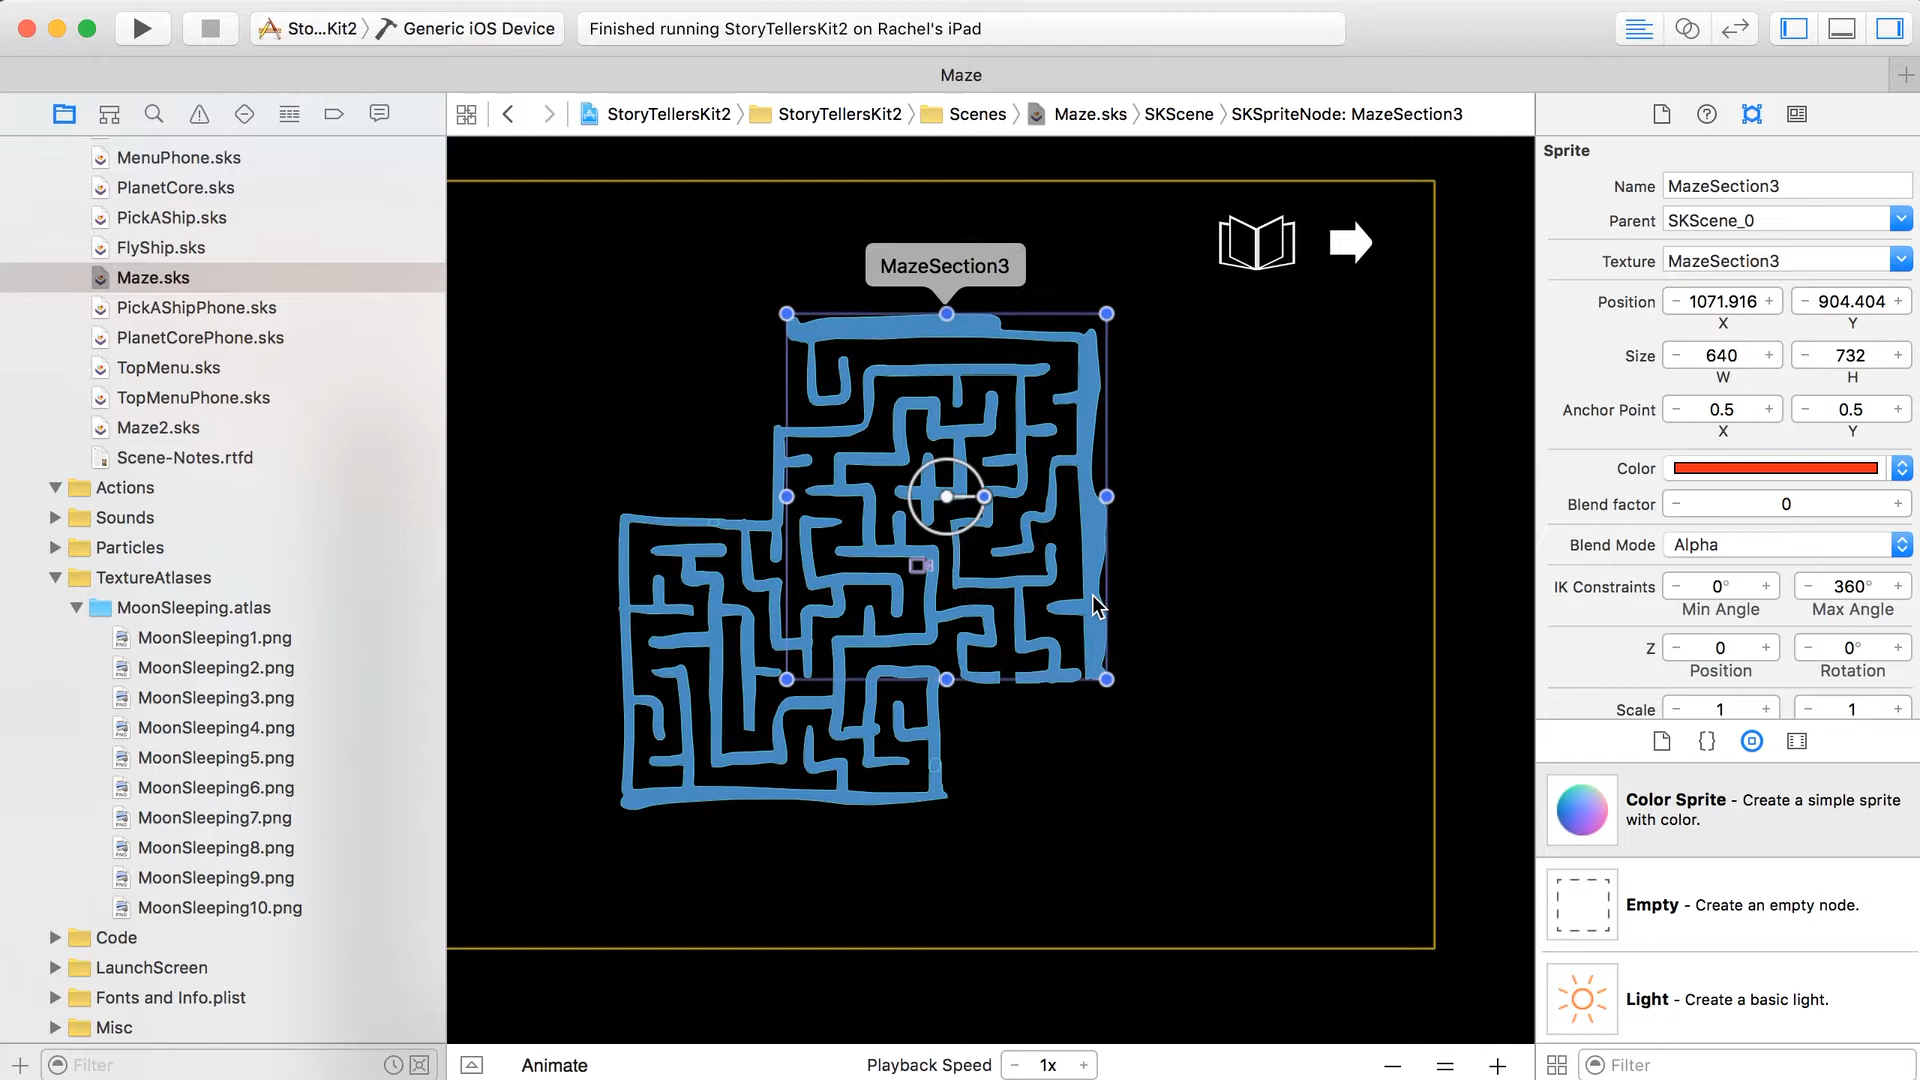 Sto...Kit2 〉 Generic iOS Device
Finished running StoryTellersKit2 on Rachel's iPad
Maze
StoryTellersKit2 〉 StoryTellersKit2 〉 Scenes 〉 Maze.sks 〉 SKScene 〉 SKSpriteNode: MazeSection3
MenuPhone.sks
PlanetCore.sks
PickAShip.sks
FlyShip.sks
Maze.sks
PickAShipPhone.sks
PlanetCorePhone.sks
TopMenu.sks
TopMenuPhone.sks
Maze2.sks
Scene-Notes.rtfd
Actions
Sounds
Particles
TextureAtlases
MoonSleeping.atlas
MoonSleeping1.png
MoonSleeping2.png
MoonSleeping3.png
MoonSleeping4.png
MoonSleeping5.png
MoonSleeping6.png
MoonSleeping7.png
MoonSleeping8.png
MoonSleeping9.png
MoonSleeping10.png
Code
LaunchScreen
Fonts and Info.plist
Misc
Filter
MazeSection3
Animate
Playback Speed − 1x +
Sprite
Name MazeSection3
Parent SKScene_0
Texture MazeSection3
Position − 1071.916 + − 904.404 +
X Y
Size − 640 + − 732 +
W H
Anchor Point − 0.5 + − 0.5 +
X Y
Color
Blend factor − 0 +
Blend Mode Alpha
IK Constraints − 0° + − 360° +
Min Angle Max Angle
Z − 0 + − 0° +
Position Rotation
Scale − 1 + − 1 +
Color Sprite - Create a simple sprite
with color.
Empty - Create an empty node.
Light - Create a basic light.
Filter